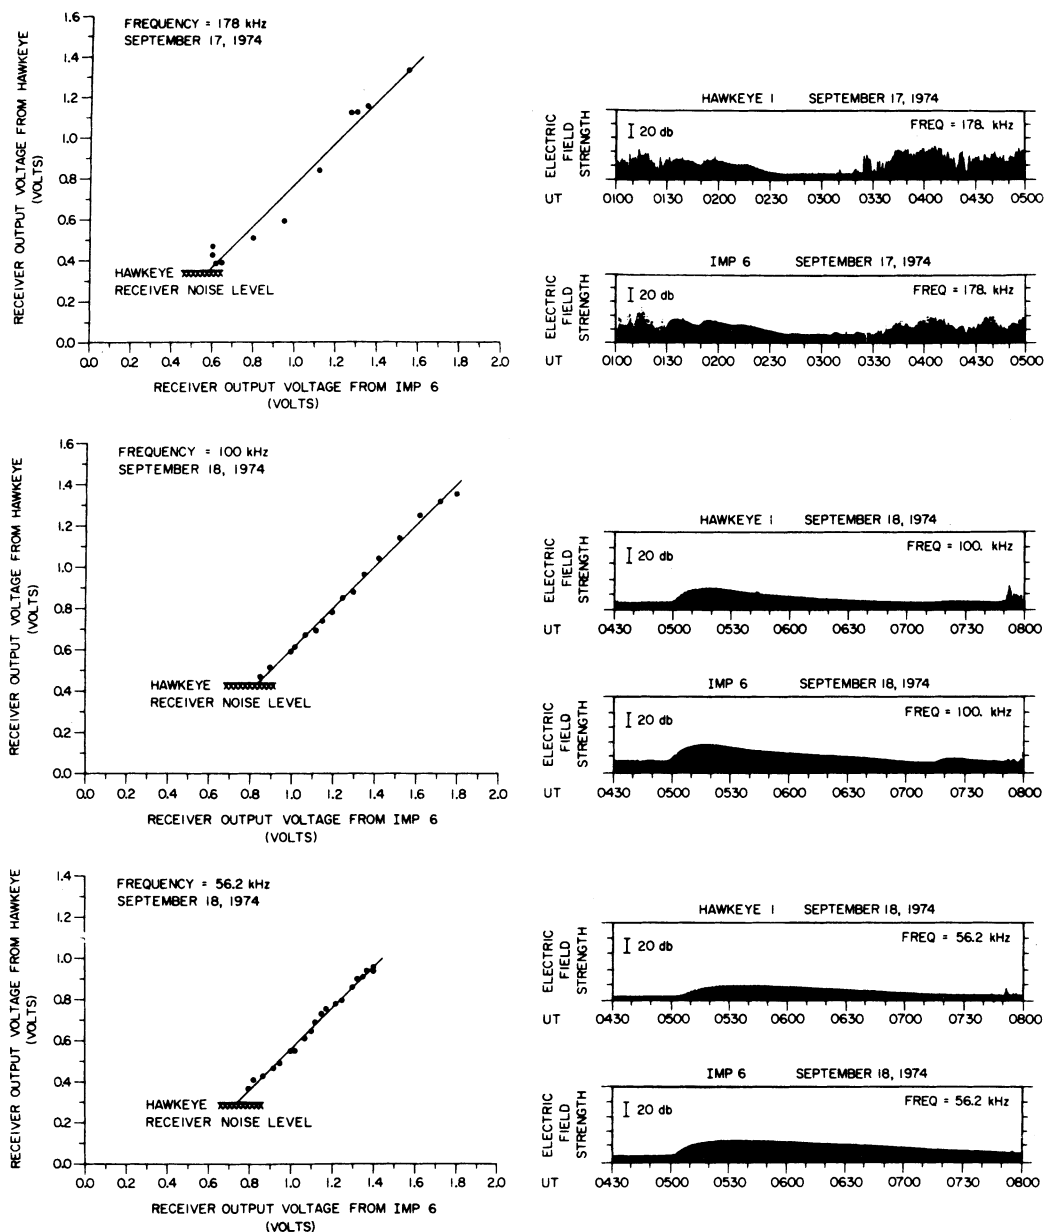 FREQUENCY = 178 kHz
SEPTEMBER 17, 1974
RECEIVER OUTPUT VOLTAGE FROM HAWKEYE
(VOLTS)
1.6
1.4
1.2
1.0
0.8
0.6
0.4
0.2
0.0
HAWKEYE
RECEIVER NOISE LEVEL
0.0 0.2 0.4 0.6 0.8 1.0 1.2 1.4 1.6 1.8 2.0
RECEIVER OUTPUT VOLTAGE FROM IMP 6
(VOLTS)
HAWKEYE 1 SEPTEMBER 17, 1974
ELECTRIC
FIELD
STRENGTH
20 db
FREQ = 178. kHz
UT 0100 0130 0200 0230 0300 0330 0400 0430 0500
IMP 6 SEPTEMBER 17, 1974
ELECTRIC
FIELD
STRENGTH
20 db
FREQ = 178. kHz
UT 0100 0130 0200 0230 0300 0330 0400 0430 0500
FREQUENCY = 100 kHz
SEPTEMBER 18, 1974
RECEIVER OUTPUT VOLTAGE FROM HAWKEYE
(VOLTS)
1.6
1.4
1.2
1.0
0.8
0.6
0.4
0.2
0.0
HAWKEYE
RECEIVER NOISE LEVEL
0.0 0.2 0.4 0.6 0.8 1.0 1.2 1.4 1.6 1.8 2.0
RECEIVER OUTPUT VOLTAGE FROM IMP 6
(VOLTS)
HAWKEYE 1 SEPTEMBER 18, 1974
ELECTRIC
FIELD
STRENGTH
20 db
FREQ = 100. kHz
UT 0430 0500 0530 0600 0630 0700 0730 0800
IMP 6 SEPTEMBER 18, 1974
ELECTRIC
FIELD
STRENGTH
20 db
FREQ = 100. kHz
UT 0430 0500 0530 0600 0630 0700 0730 0800
FREQUENCY = 56.2 kHz
SEPTEMBER 18, 1974
RECEIVER OUTPUT VOLTAGE FROM HAWKEYE
(VOLTS)
1.4
1.2
1.0
0.8
0.6
0.4
0.2
0.0
HAWKEYE
RECEIVER NOISE LEVEL
0.0 0.2 0.4 0.6 0.8 1.0 1.2 1.4 1.6 1.8 2.0
RECEIVER OUTPUT VOLTAGE FROM IMP 6
(VOLTS)
HAWKEYE 1 SEPTEMBER 18, 1974
ELECTRIC
FIELD
STRENGTH
20 db
FREQ = 56.2 kHz
UT 0430 0500 0530 0600 0630 0700 0730 0800
IMP 6 SEPTEMBER 18, 1974
ELECTRIC
FIELD
STRENGTH
20 db
FREQ = 56.2 kHz
UT 0430 0500 0530 0600 0630 0700 0730 0800